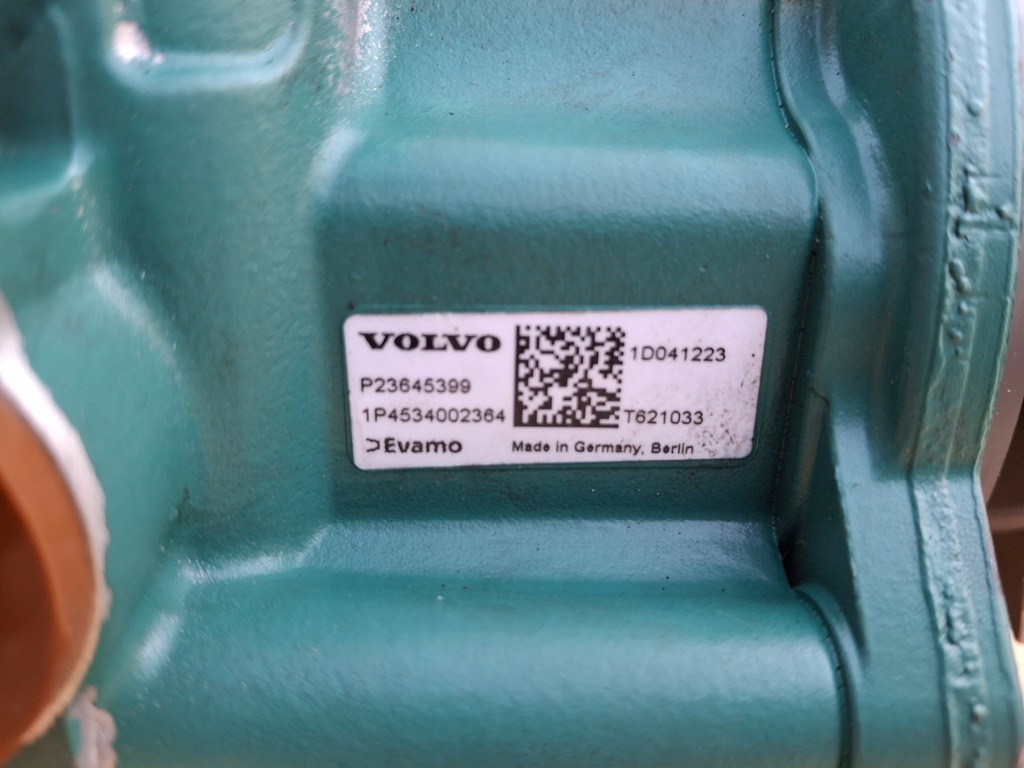 VOLVO
1D041223
P23645399
1P4534002364
T621033
Evamo
Made in Germany, Berlin